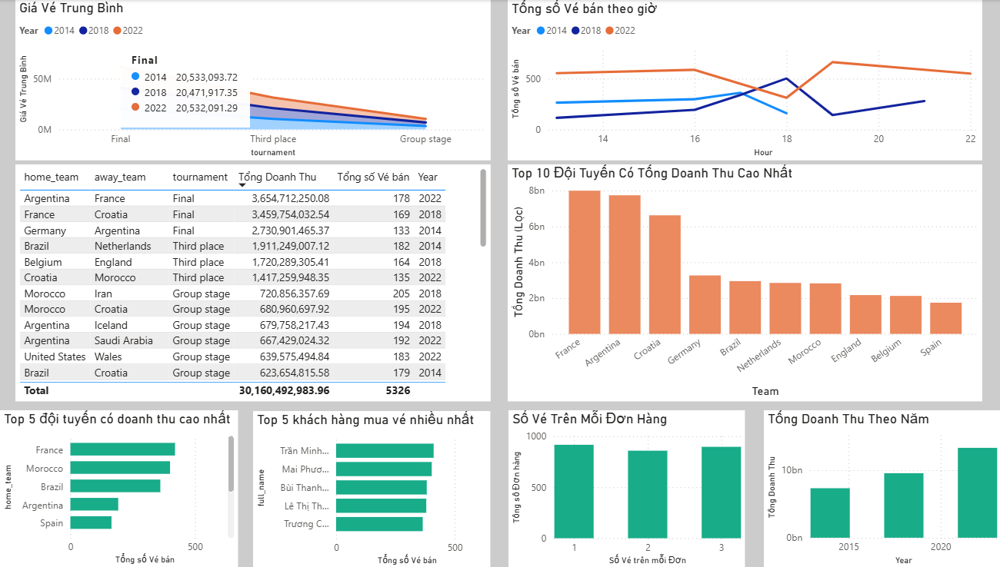 Giá Vé Trung Bình
Year 2014 2018 2022
Giá Vé Trung Bình
50M
0M
Final
2014 20,533,093.72
2018 20,471,917.35
2022 20,532,091.29
Final Third place Group stage
tournament
Tổng số Vé bán theo giờ
Year 2014 2018 2022
Tổng số Vé bán
500
0
14 16 18 20 22
Hour
home_team away_team tournament Tổng Doanh Thu Tổng số Vé bán Year
Argentina France Final 3,654,712,250.08 178 2022
France Croatia Final 3,459,754,032.54 169 2018
Germany Argentina Final 2,730,901,465.37 133 2014
Brazil Netherlands Third place 1,911,249,007.12 182 2014
Belgium England Third place 1,720,289,305.41 164 2018
Croatia Morocco Third place 1,417,259,948.35 135 2022
Morocco Iran Group stage 720,856,357.69 205 2018
Morocco Croatia Group stage 680,960,697.92 195 2022
Argentina Iceland Group stage 679,758,217.43 194 2018
Argentina Saudi Arabia Group stage 667,429,024.32 192 2022
United States Wales Group stage 639,575,494.84 183 2022
Brazil Croatia Group stage 623,654,815.58 179 2014
Total 30,160,492,983.96 5326
Top 10 Đội Tuyển Có Tổng Doanh Thu Cao Nhất
Tổng Doanh Thu (Lọc)
8bn
6bn
4bn
2bn
0bn
France Argentina Croatia Germany Brazil Netherlands Morocco England Belgium Spain
Team
Top 5 đội tuyển có doanh thu cao nhất
home_team
France
Morocco
Brazil
Argentina
Spain
0 500
Tổng số Vé bán
Top 5 khách hàng mua vé nhiều nhất
full_name
Trần Minh...
Mai Phươ...
Bùi Thanh...
Lê Thị Th...
Trương C...
0 500
Tổng số Vé bán
Số Vé Trên Mỗi Đơn Hàng
Tổng số Đơn hàng
1000
500
0
1 2 3
Số Vé trên mỗi Đơn
Tổng Doanh Thu Theo Năm
Tổng Doanh Thu
10bn
0bn
2015 2020
Year